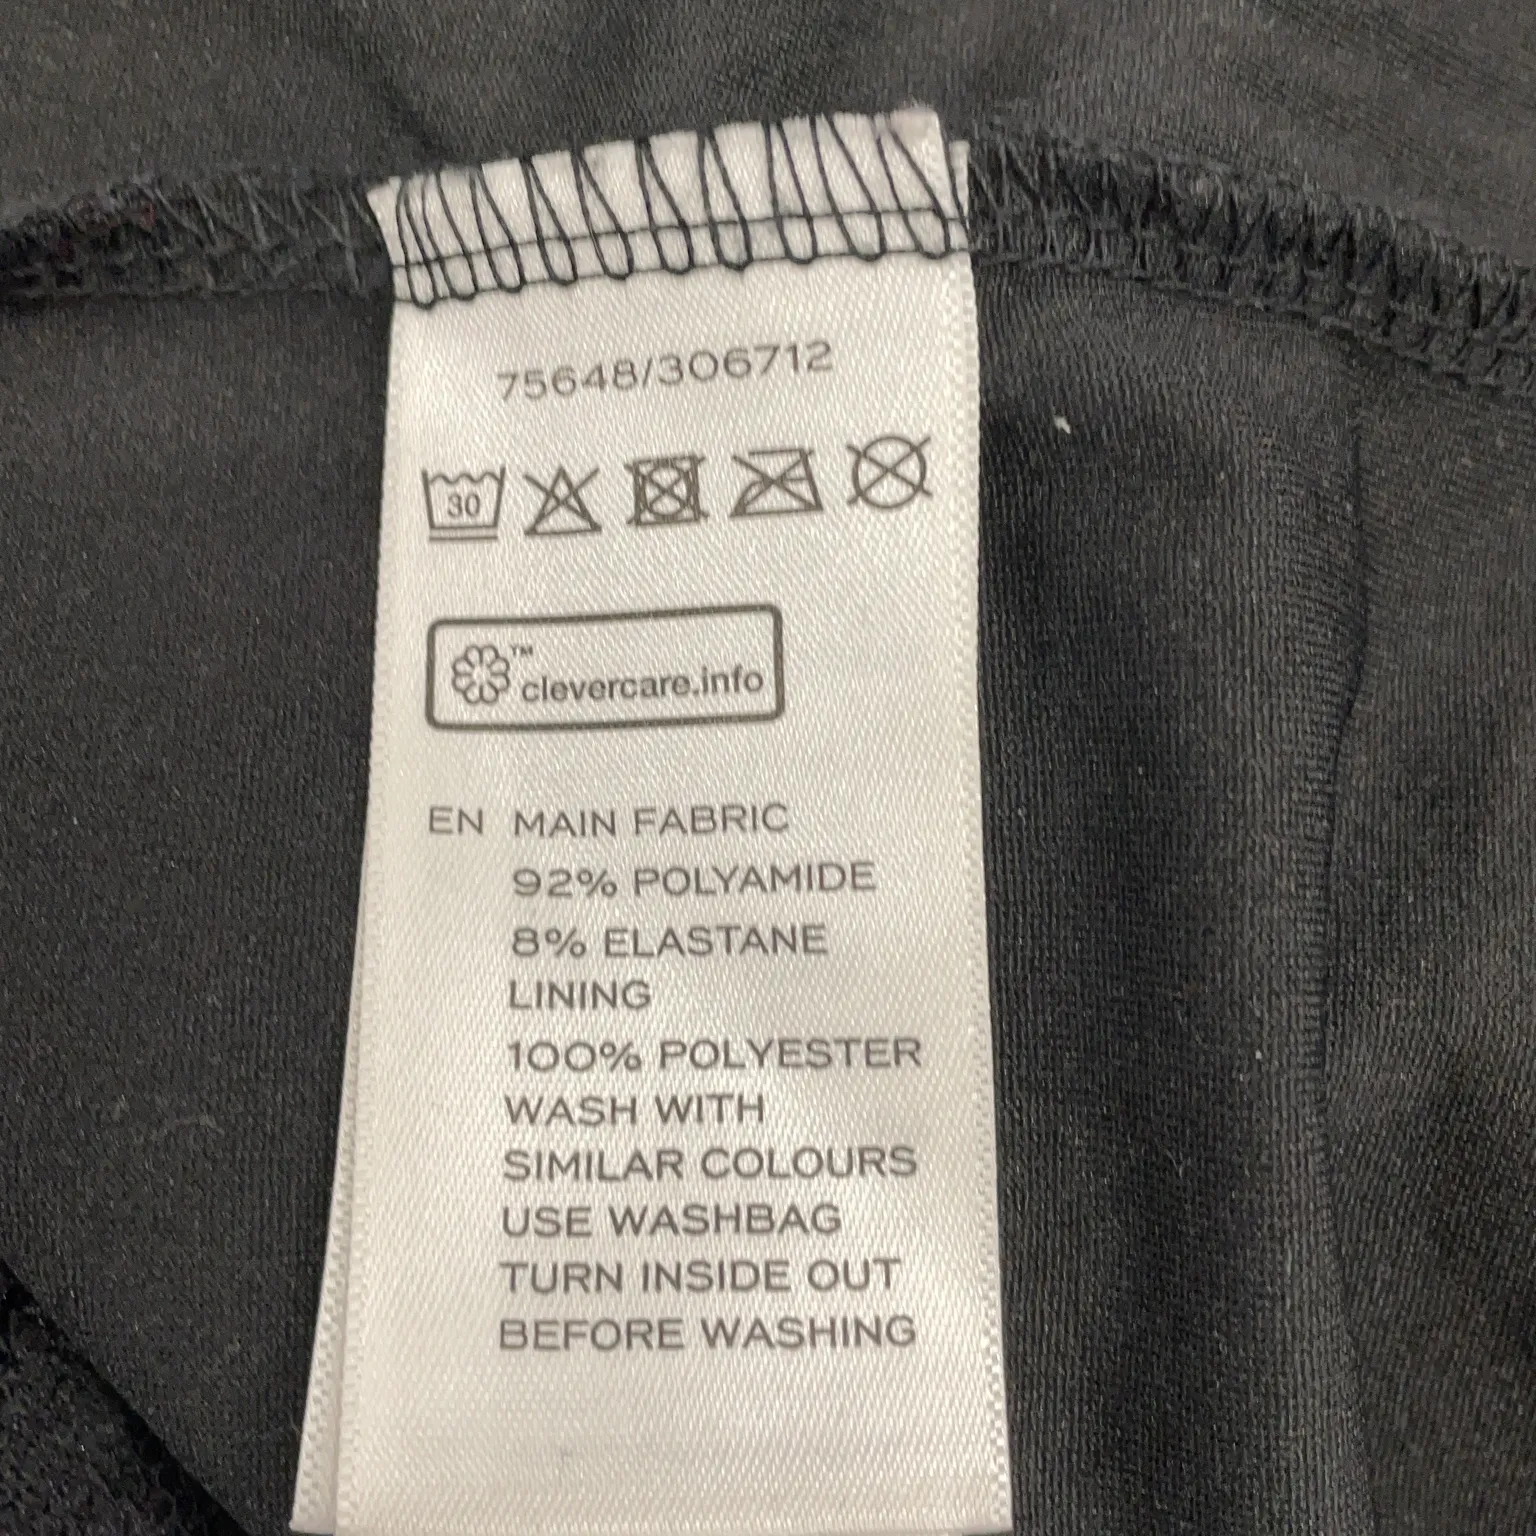 75648/306712
30
™
clevercare.info
EN MAIN FABRIC
92% POLYAMIDE
8% ELASTANE
LINING
100% POLYESTER
WASH WITH
SIMILAR COLOURS
USE WASHBAG
TURN INSIDE OUT
BEFORE WASHING